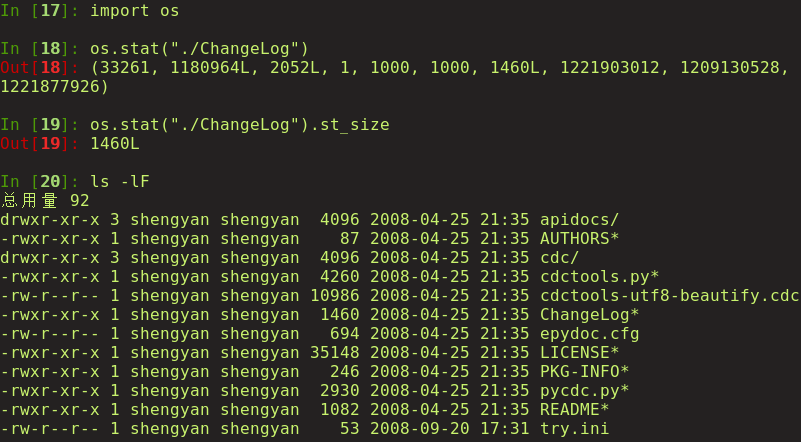 In [17]: import os
In [18]: os.stat("./ChangeLog")
Out[18]: (33261, 1180964L, 2052L, 1, 1000, 1000, 1460L, 1221903012, 1209130528,
1221877926)
In [19]: os.stat("./ChangeLog").st_size
Out[19]: 1460L
In [20]: ls -lF
总用量 92
drwxr-xr-x 3 shengyan shengyan  4096 2008-04-25 21:35 apidocs/
-rwxr-xr-x 1 shengyan shengyan    87 2008-04-25 21:35 AUTHORS*
drwxr-xr-x 3 shengyan shengyan  4096 2008-04-25 21:35 cdc/
-rwxr-xr-x 1 shengyan shengyan  4260 2008-04-25 21:35 cdctools.py*
-rw-r--r-- 1 shengyan shengyan 10986 2008-04-25 21:35 cdctools-utf8-beautify.cdc
-rwxr-xr-x 1 shengyan shengyan  1460 2008-04-25 21:35 ChangeLog*
-rw-r--r-- 1 shengyan shengyan   694 2008-04-25 21:35 epydoc.cfg
-rwxr-xr-x 1 shengyan shengyan 35148 2008-04-25 21:35 LICENSE*
-rwxr-xr-x 1 shengyan shengyan   246 2008-04-25 21:35 PKG-INFO*
-rwxr-xr-x 1 shengyan shengyan  2930 2008-04-25 21:35 pycdc.py*
-rwxr-xr-x 1 shengyan shengyan  1082 2008-04-25 21:35 README*
-rw-r--r-- 1 shengyan shengyan    53 2008-09-20 17:31 try.ini